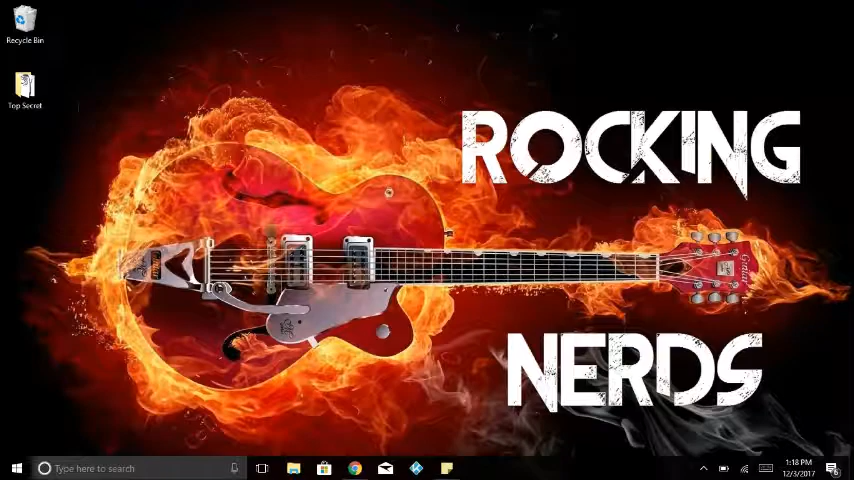 Recycle Bin
Top Secret
ROCKING
NERDS
Type here to search
1:18 PM
12/3/2017